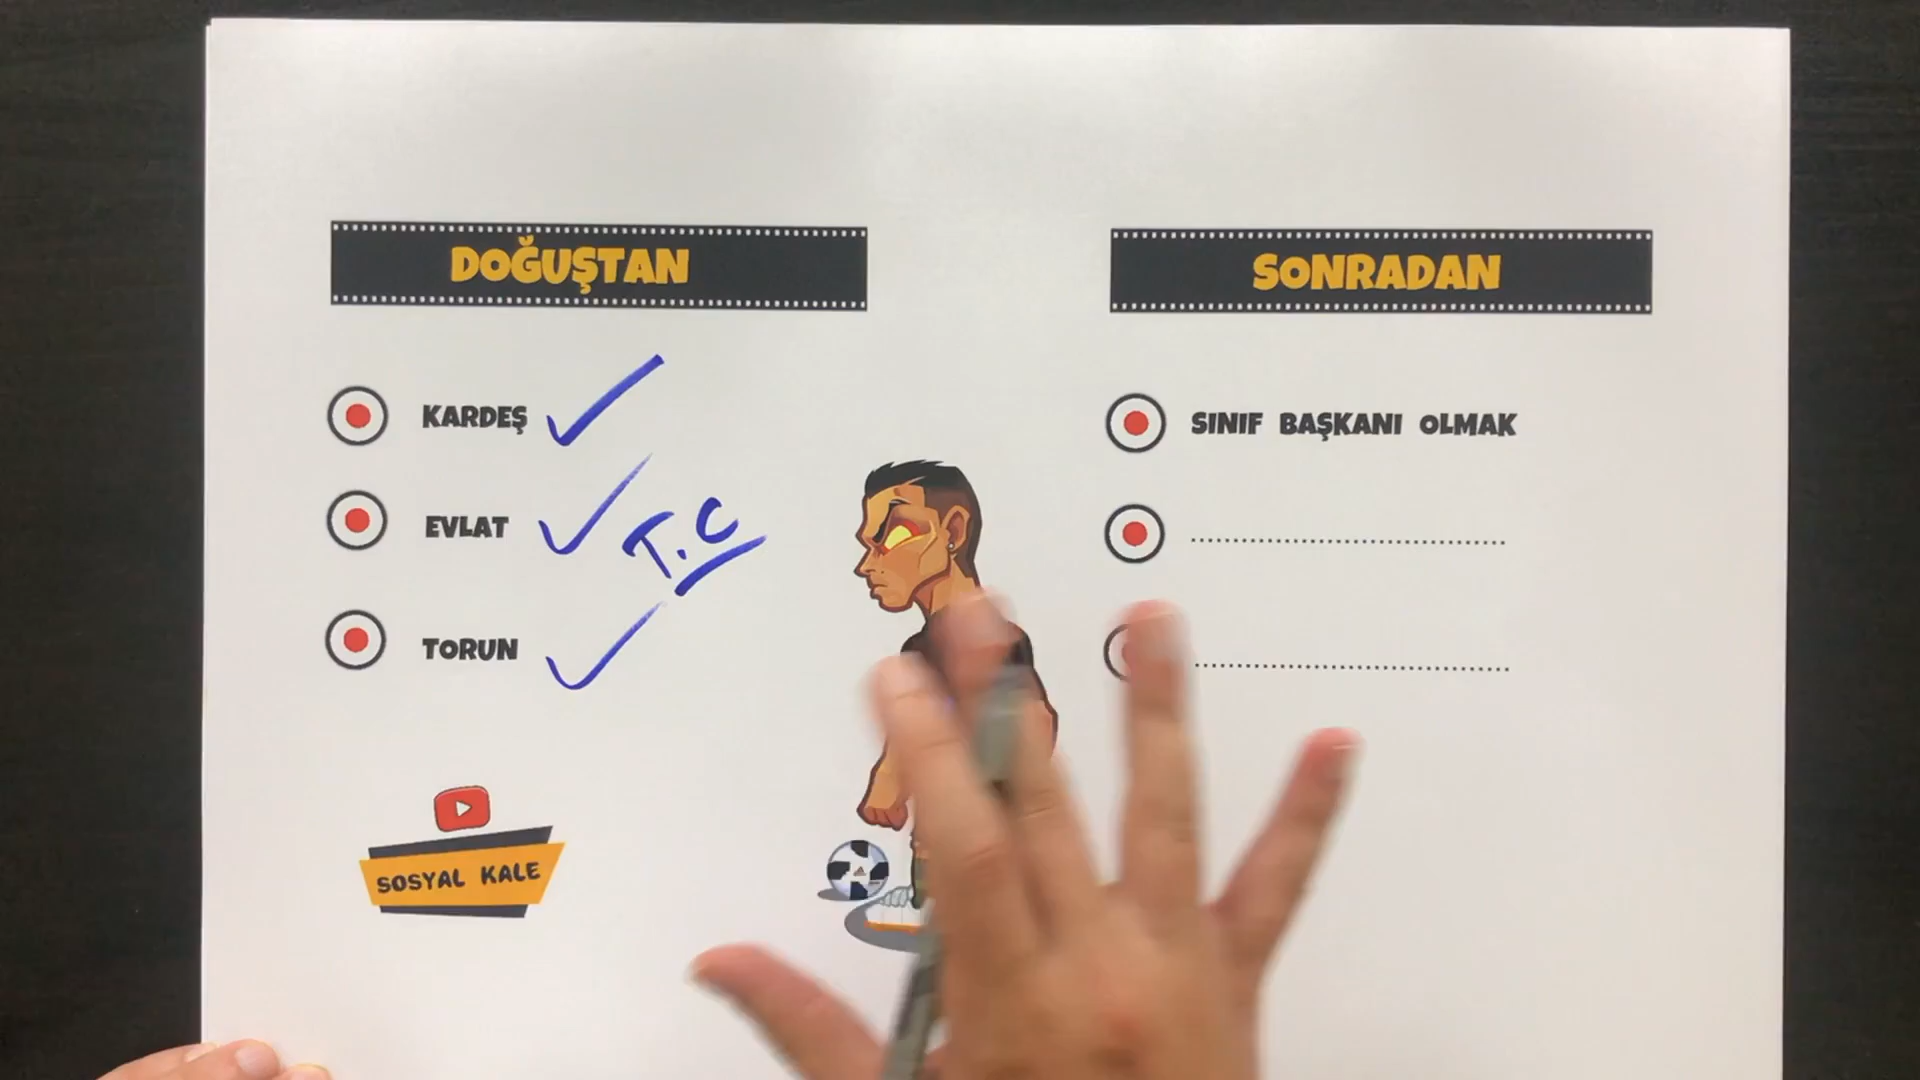 DOĞUŞTAN
KARDEŞ
EVLAT
T.C
TORUN
SOSYAL KALE
SONRADAN
SINIF BAŞKANI OLMAK